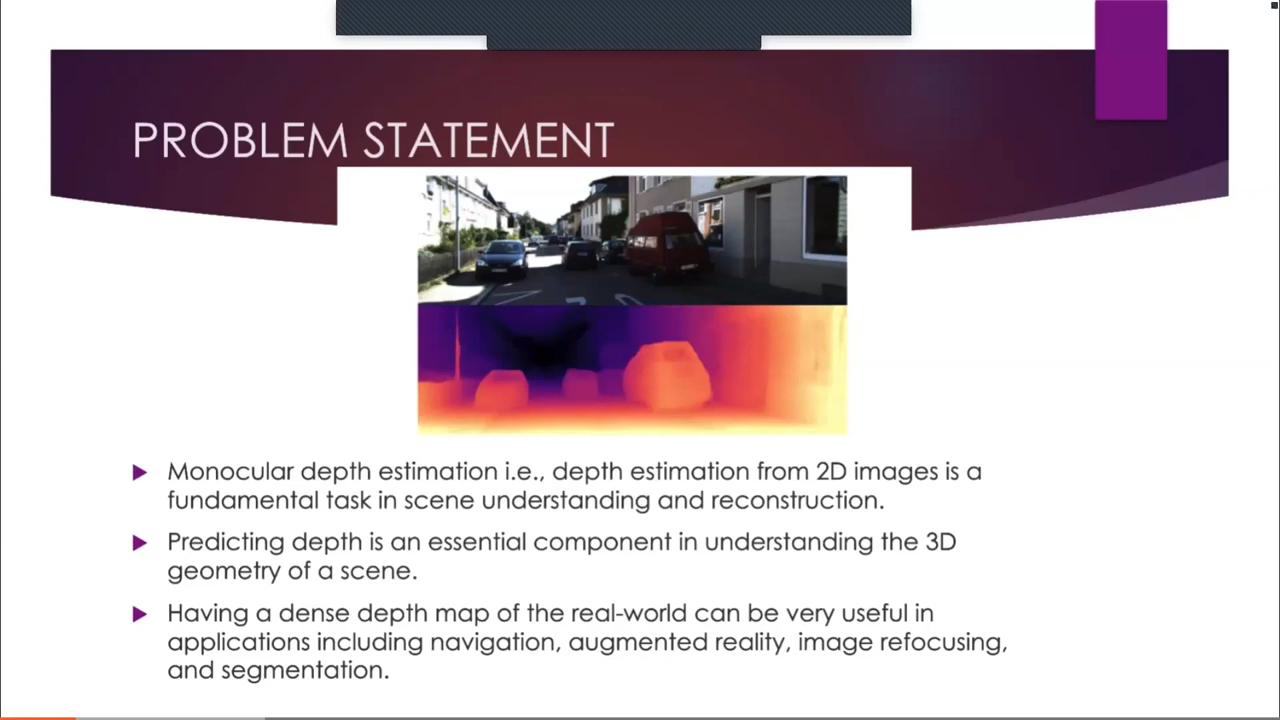 PROBLEM STATEMENT
Monocular depth estimation i.e., depth estimation from 2D images is a
fundamental task in scene understanding and reconstruction.
Predicting depth is an essential component in understanding the 3D
geometry of a scene.
Having a dense depth map of the real-world can be very useful in
applications including navigation, augmented reality, image refocusing,
and segmentation.